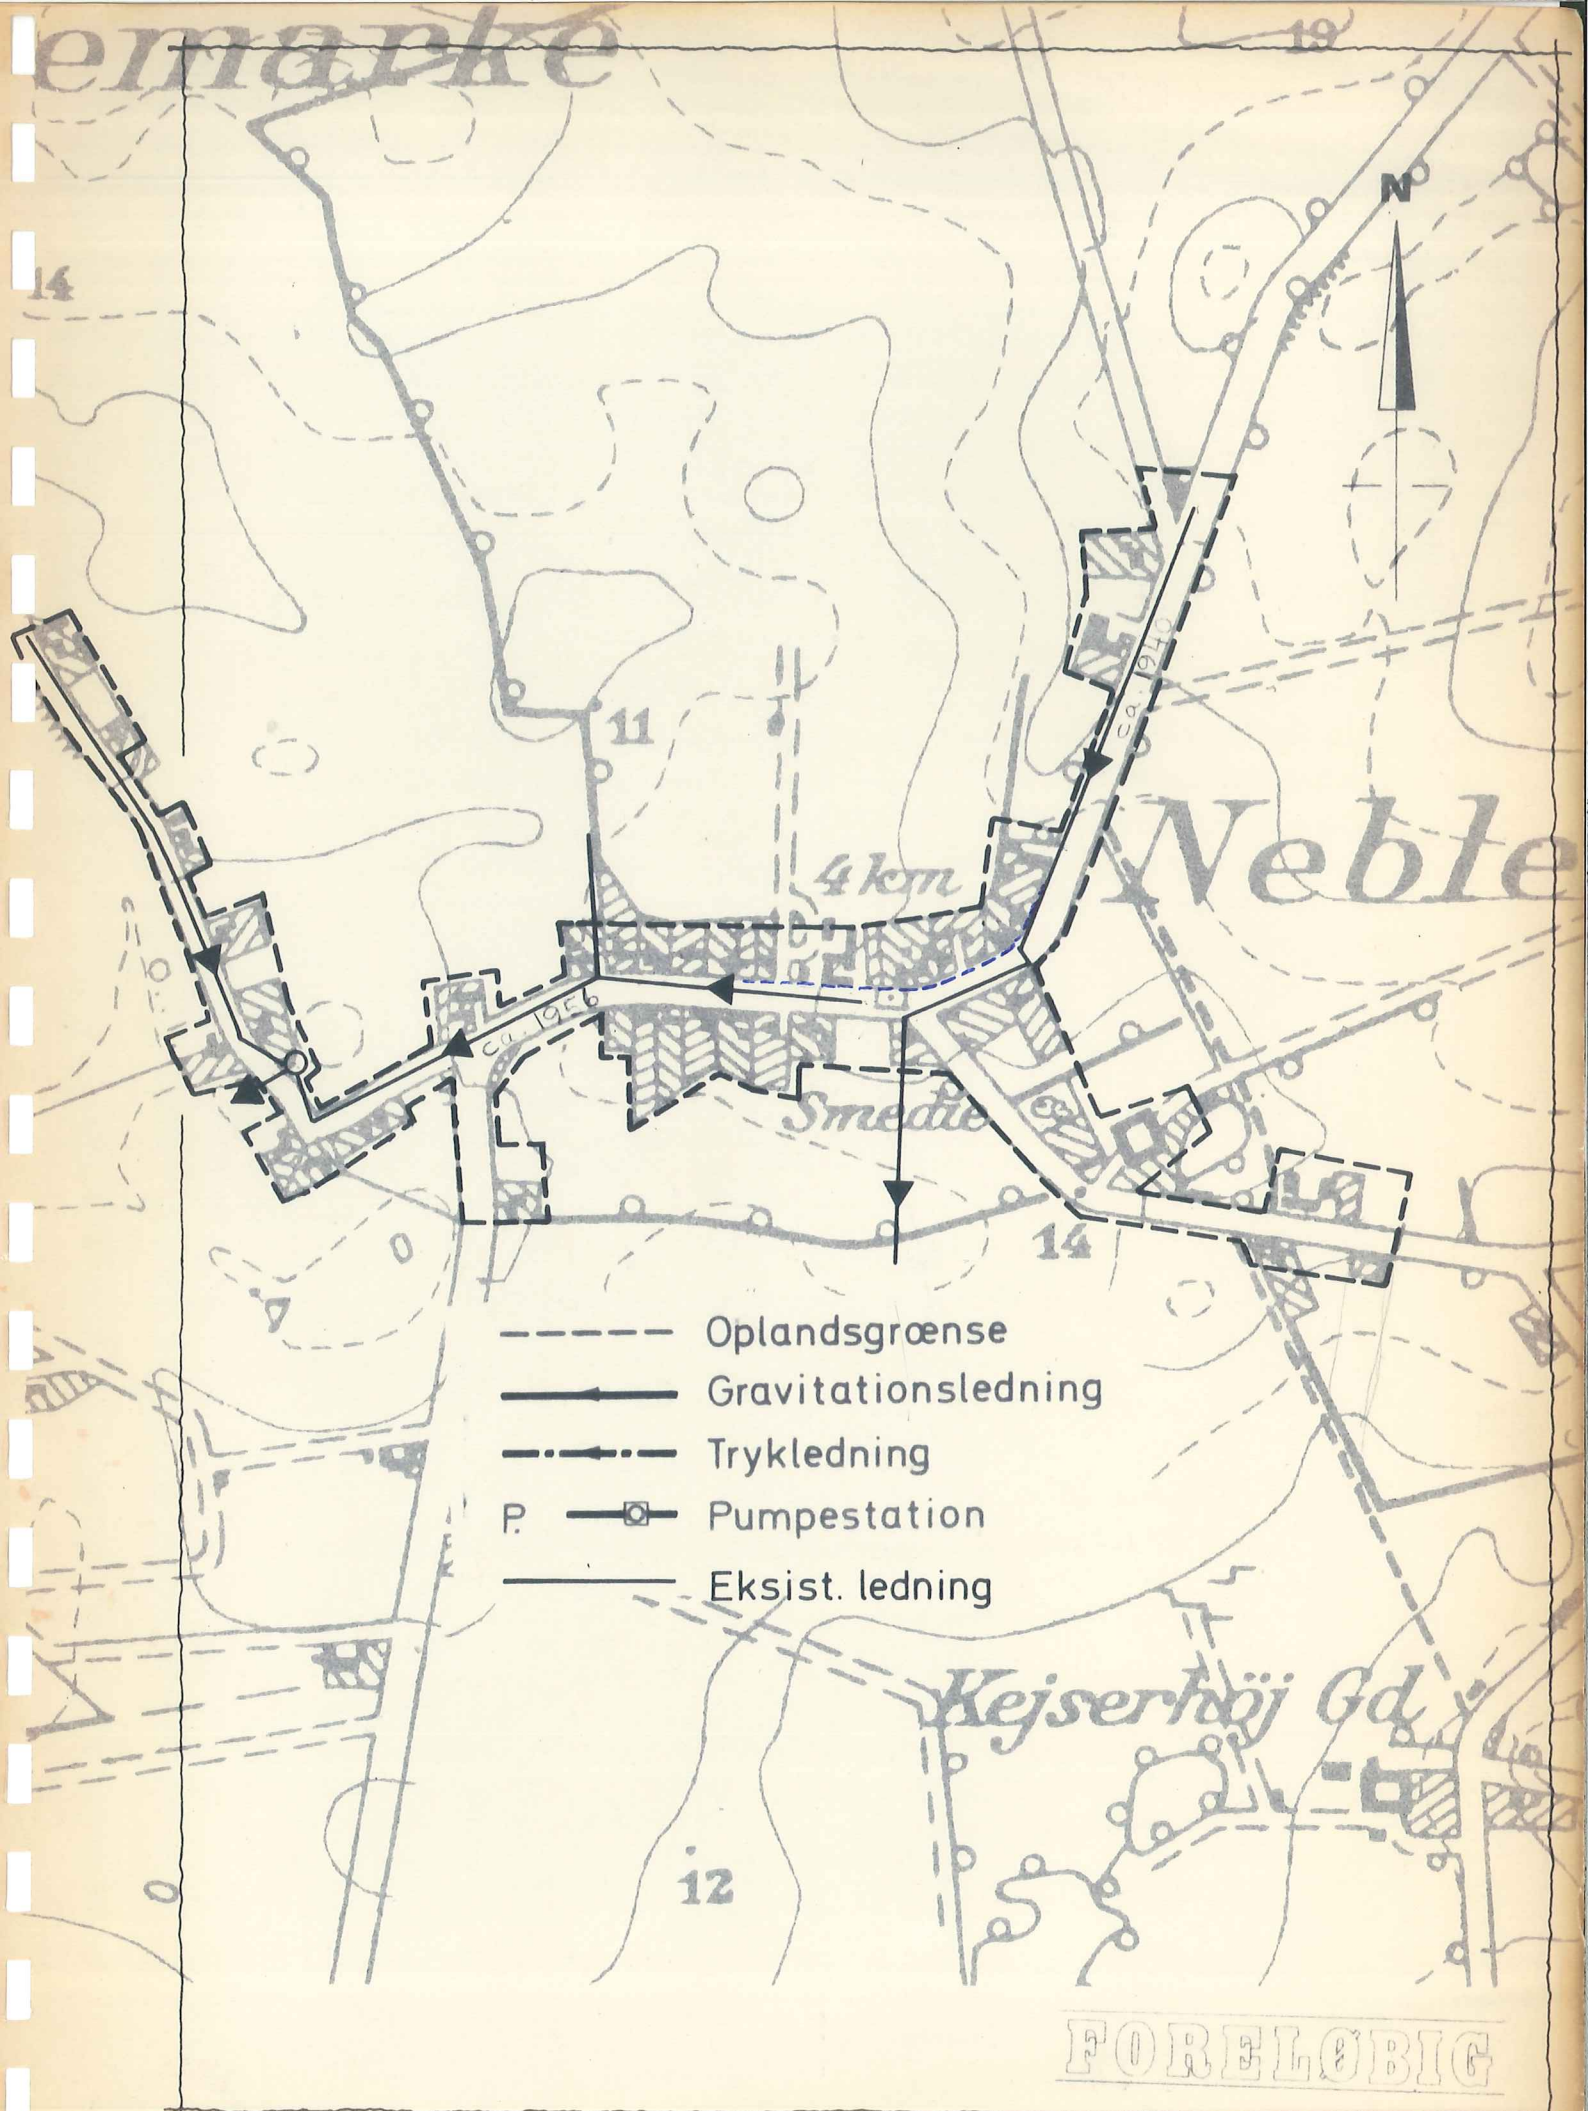 emarke
19
N
14
ca. 1940
11
Neble
4 km
ca. 1956
Smedie
14
Oplandsgrænse
Gravitationsledning
Trykledning
P. Pumpestation
Eksist. ledning
Kejserhöj Gd.
12
FORELØBIG